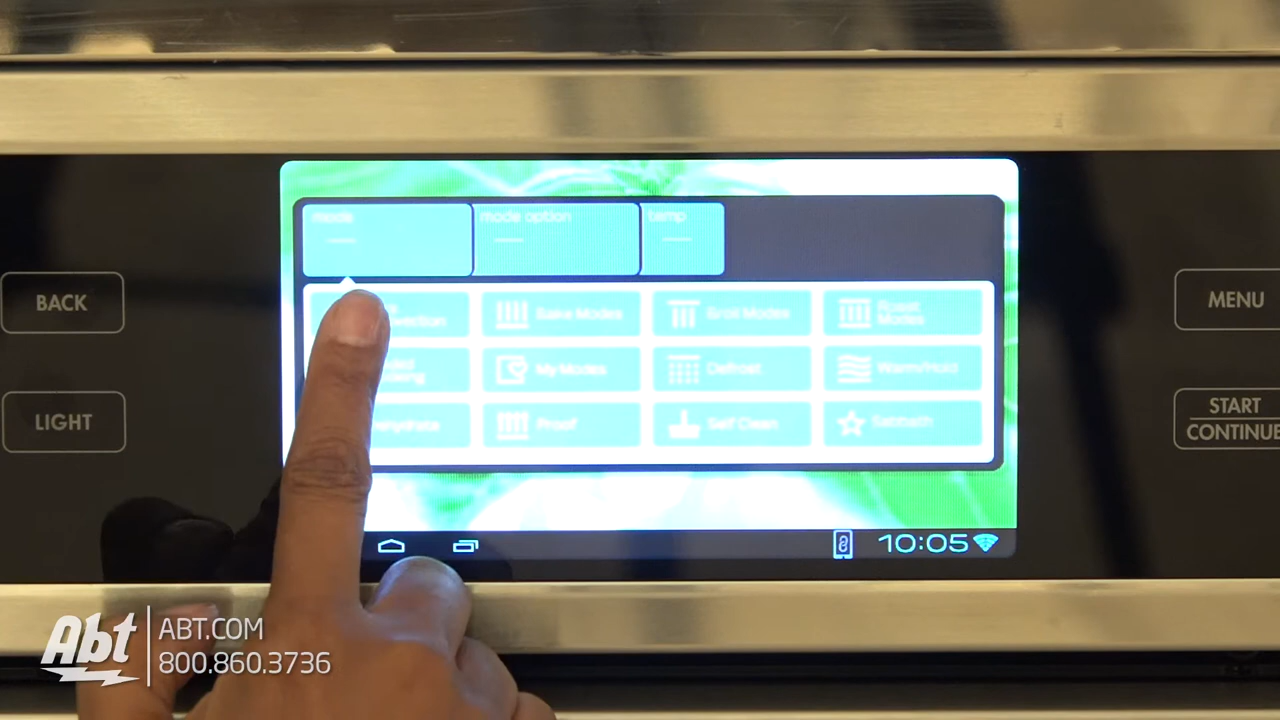 mode
mode option
temp
Bake Modes
Broil Modes
Roast
Modes
My Modes
Defrost
Warm/Hold
Proof
Self Clean
Sabbath
BACK
LIGHT
MENU
START
CONTINUE
10:05
Abt
ABT.COM
800.860.3736